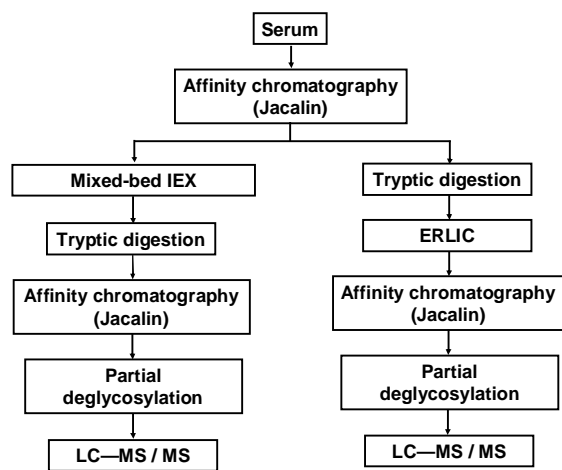 Serum
Affinity chromatography
(Jacalin)
Mixed-bed IEX
Tryptic digestion
Affinity chromatography
(Jacalin)
Partial
deglycosylation
LC—MS / MS
Tryptic digestion
ERLIC
Affinity chromatography
(Jacalin)
Partial
deglycosylation
LC—MS / MS